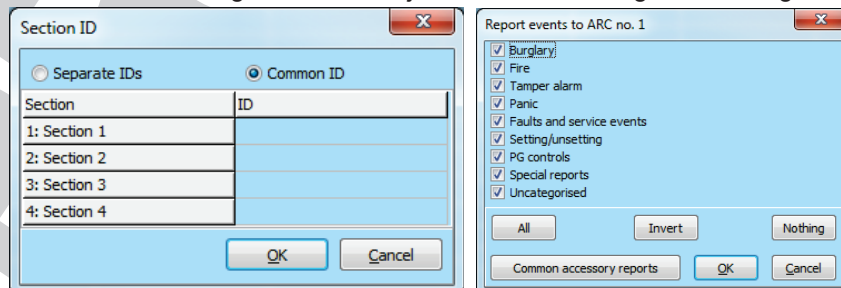 Section ID
Separate IDs Common ID
Section ID
1: Section 1
2: Section 2
3: Section 3
4: Section 4
OK Cancel
Report events to ARC no. 1
Burglary
Fire
Tamper alarm
Panic
Faults and service events
Setting/unsetting
PG controls
Special reports
Uncategorised
All Invert Nothing
Common accessory reports OK Cancel